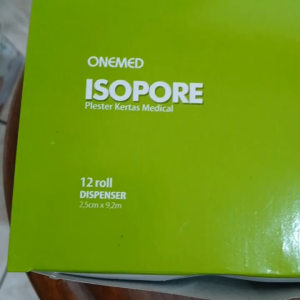 ONEMED
ISOPORE
Plester Kertas Medical
12 roll
DISPENSER
2,5cm x 9,2m